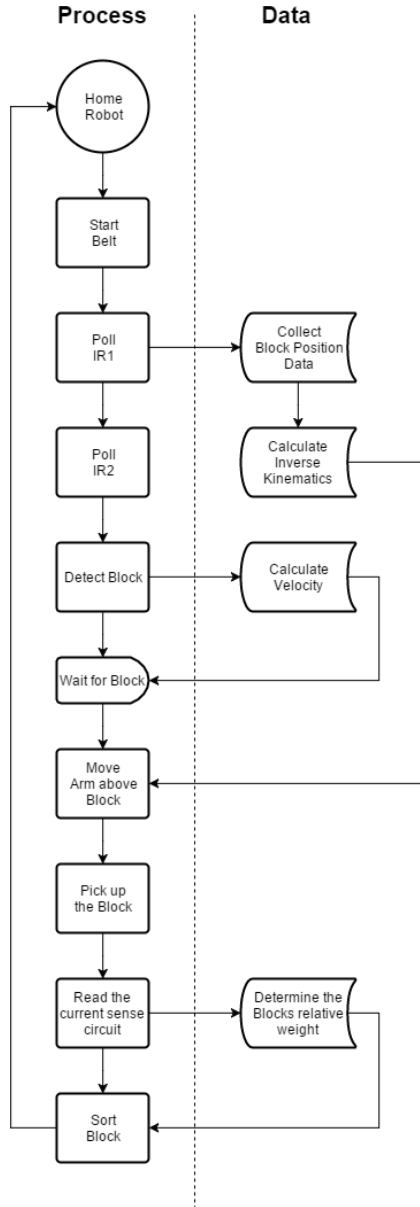 Process
Data
Home
Robot
Start
Belt
Poll
IR1
Collect
Block Position
Data
Poll
IR2
Calculate
Inverse
Kinematics
Detect Block
Calculate
Velocity
Wait for Block
Move
Arm above
Block
Pick up
the Block
Read the
current sense
circuit
Determine the
Blocks relative
weight
Sort
Block